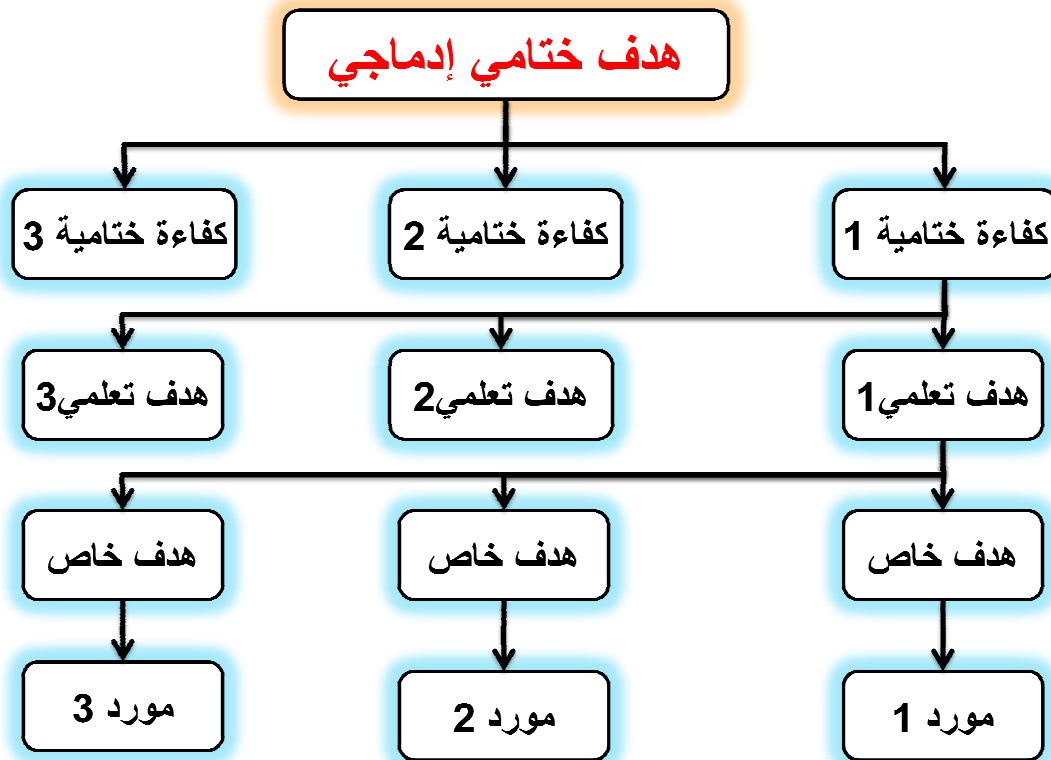 هدف ختامي إدماجي
كفاءة ختامية 1
كفاءة ختامية 2
كفاءة ختامية 3
هدف تعلمي1
هدف تعلمي2
هدف تعلمي3
هدف خاص
هدف خاص
هدف خاص
مورد 1
مورد 2
مورد 3